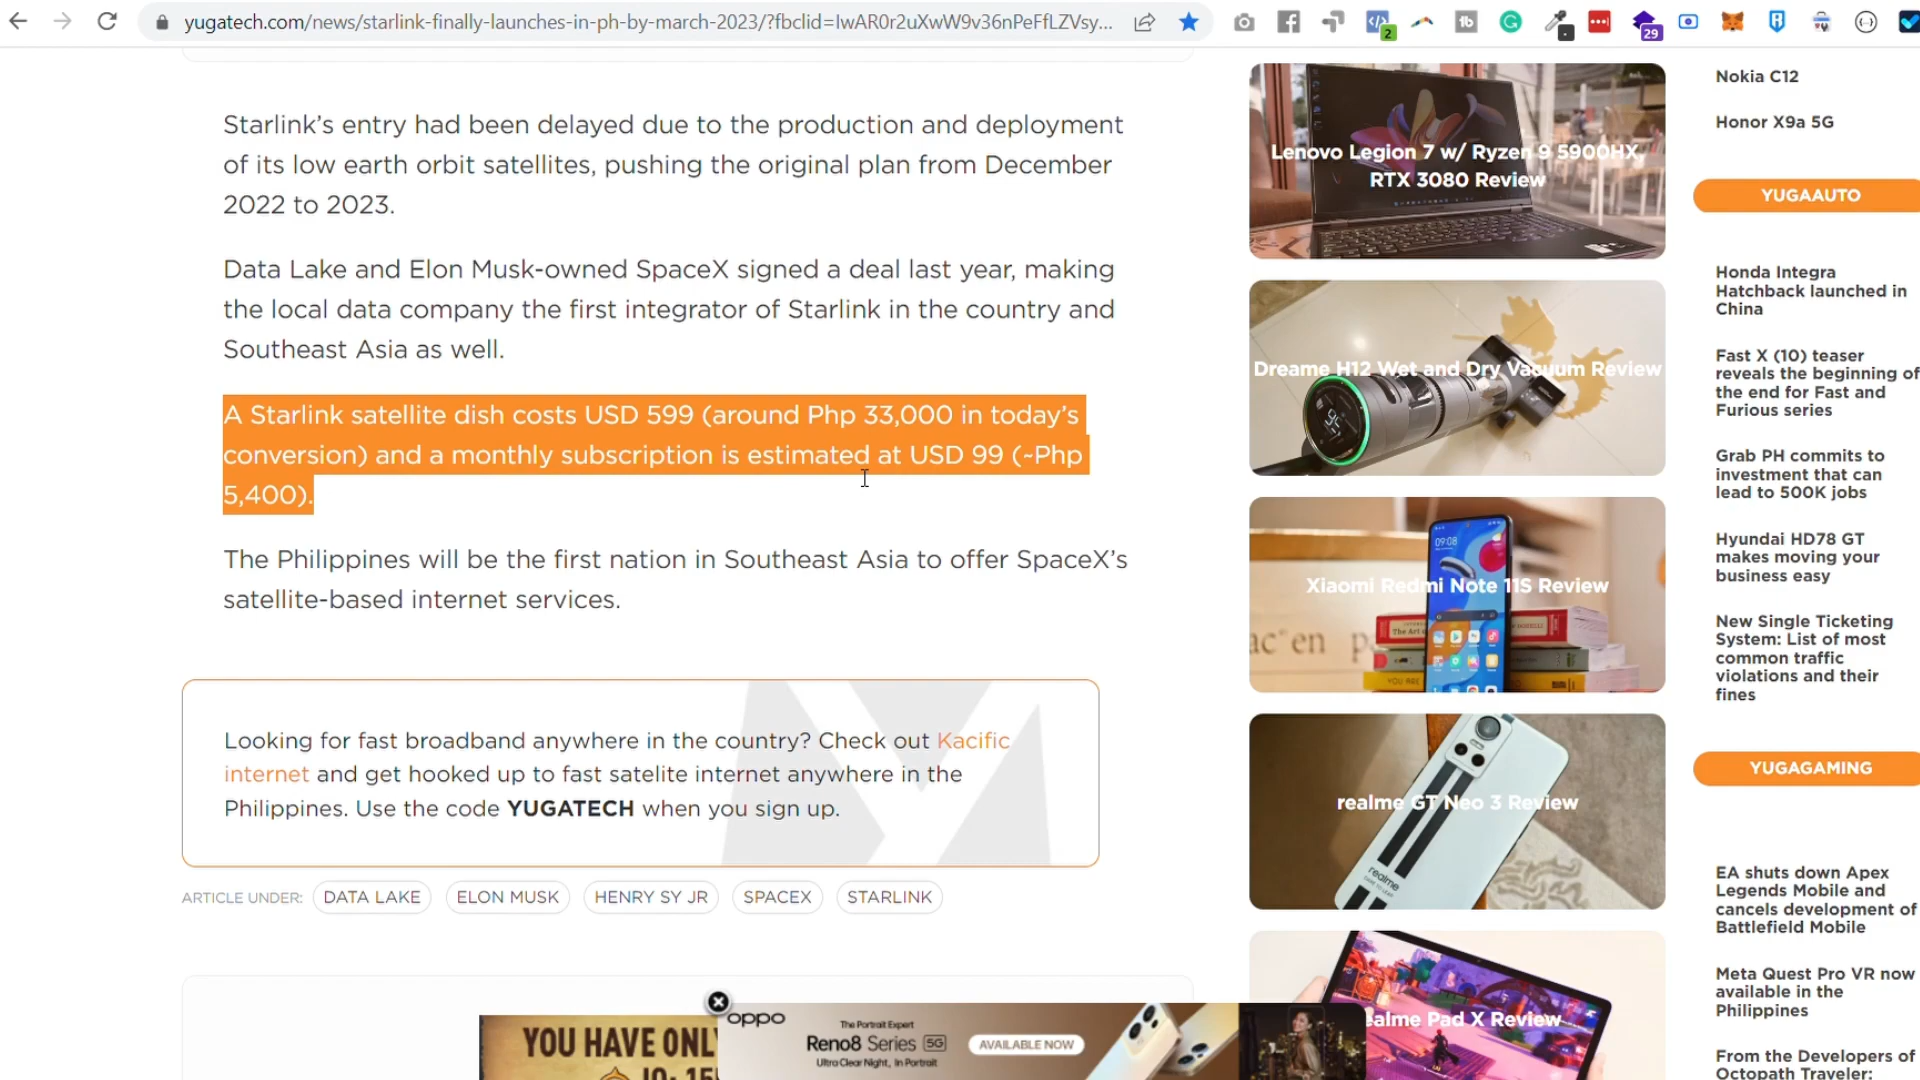 yugatech.com/news/starlink-finally-launches-in-ph-by-march-2023/?fbclid=IwAR0r2uXwW9v36nPeFfLZVsy...
2
29
Starlink’s entry had been delayed due to the production and deployment
of its low earth orbit satellites, pushing the original plan from December
2022 to 2023.
Data Lake and Elon Musk-owned SpaceX signed a deal last year, making
the local data company the first integrator of Starlink in the country and
Southeast Asia as well.
A Starlink satellite dish costs USD 599 (around Php 33,000 in today’s
conversion) and a monthly subscription is estimated at USD 99 (~Php
5,400).
The Philippines will be the first nation in Southeast Asia to offer SpaceX’s
satellite-based internet services.
Looking for fast broadband anywhere in the country? Check out Kacific
internet and get hooked up to fast satelite internet anywhere in the
Philippines. Use the code YUGATECH when you sign up.
ARTICLE UNDER: DATA LAKE ELON MUSK HENRY SY JR SPACEX STARLINK
YOU HAVE ONL
oppo
The Portrait Expert
Reno8 Series 5G
Ultra Clear Night, In Portrait
AVAILABLE NOW
Lenovo Legion 7 w/ Ryzen 9 5900HX,
RTX 3080 Review
Dreame H12 Wet and Dry Vacuum Review
95
09:08
Xiaomi Redmi Note 11S Review
The Art
YOU ARE
realme GT Neo 3 Review
realme
ealme Pad X Review
Nokia C12
Honor X9a 5G
YUGAAUTO
Honda Integra
Hatchback launched in
China
Fast X (10) teaser
reveals the beginning of
the end for Fast and
Furious series
Grab PH commits to
investment that can
lead to 500K jobs
Hyundai HD78 GT
makes moving your
business easy
New Single Ticketing
System: List of most
common traffic
violations and their
fines
YUGAGAMING
EA shuts down Apex
Legends Mobile and
cancels development of
Battlefield Mobile
Meta Quest Pro VR now
available in the
Philippines
From the Developers of
Octopath Traveler: